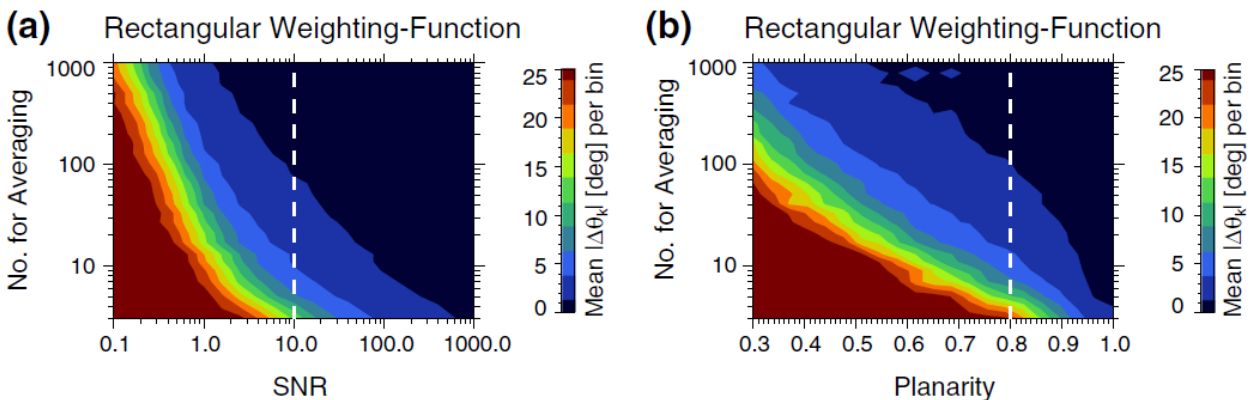 (a) Rectangular Weighting-Function
No. for Averaging
1000
100
10
0.1 1.0 10.0 100.0 1000.0
SNR
25
20
15
10
5
0
Mean |Δθk| [deg] per bin
(b) Rectangular Weighting-Function
No. for Averaging
1000
100
10
0.3 0.4 0.5 0.6 0.7 0.8 0.9 1.0
Planarity
25
20
15
10
5
0
Mean |Δθk| [deg] per bin